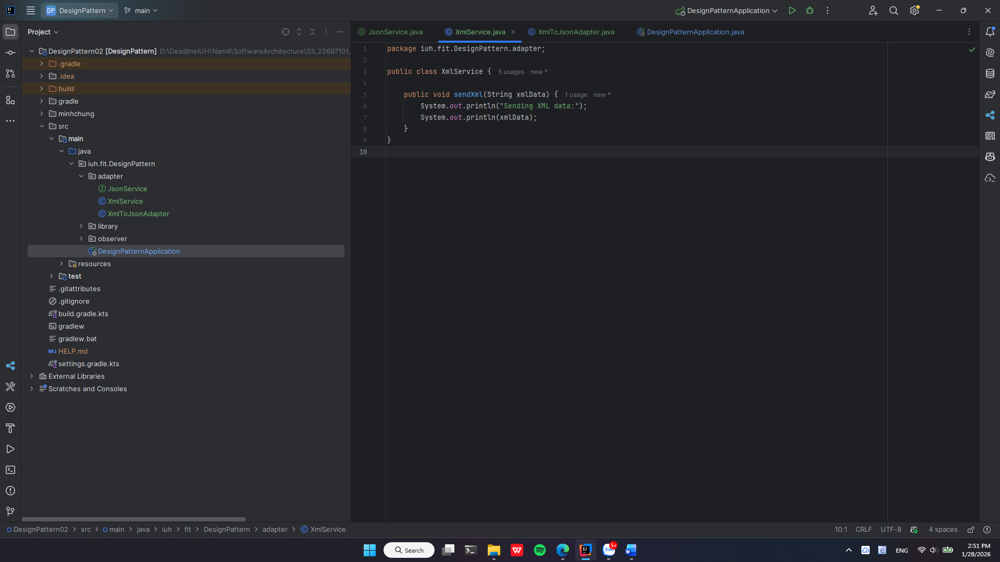 DP DesignPattern main DesignPatternApplication
Project
JsonService.java XmlService.java XmlToJsonAdapter.java DesignPatternApplication.java
DesignPattern02 [DesignPattern] D:\DeadlineIUH\Nam4\SoftwareArchitecture\03_22697101_
.gradle
.idea
build
gradle
minhchung
src
main
java
iuh.fit.DesignPattern
adapter
JsonService
XmlService
XmlToJsonAdapter
library
observer
DesignPatternApplication
resources
test
.gitattributes
.gitignore
build.gradle.kts
gradlew
gradlew.bat
M↓ HELP.md
settings.gradle.kts
External Libraries
Scratches and Consoles
1 package iuh.fit.DesignPattern.adapter;
2
3 public class XmlService { 5 usages new *
4
5 public void sendXml(String xmlData) { 1 usage new *
6 System.out.println("Sending XML data:");
7 System.out.println(xmlData);
8 }
9 }
10
DesignPattern02 > src > main > java > iuh > fit > DesignPattern > adapter > XmlService
10:1 CRLF UTF-8 4 spaces
Search
Zalo 5+
ENG
2:51 PM
1/28/2026